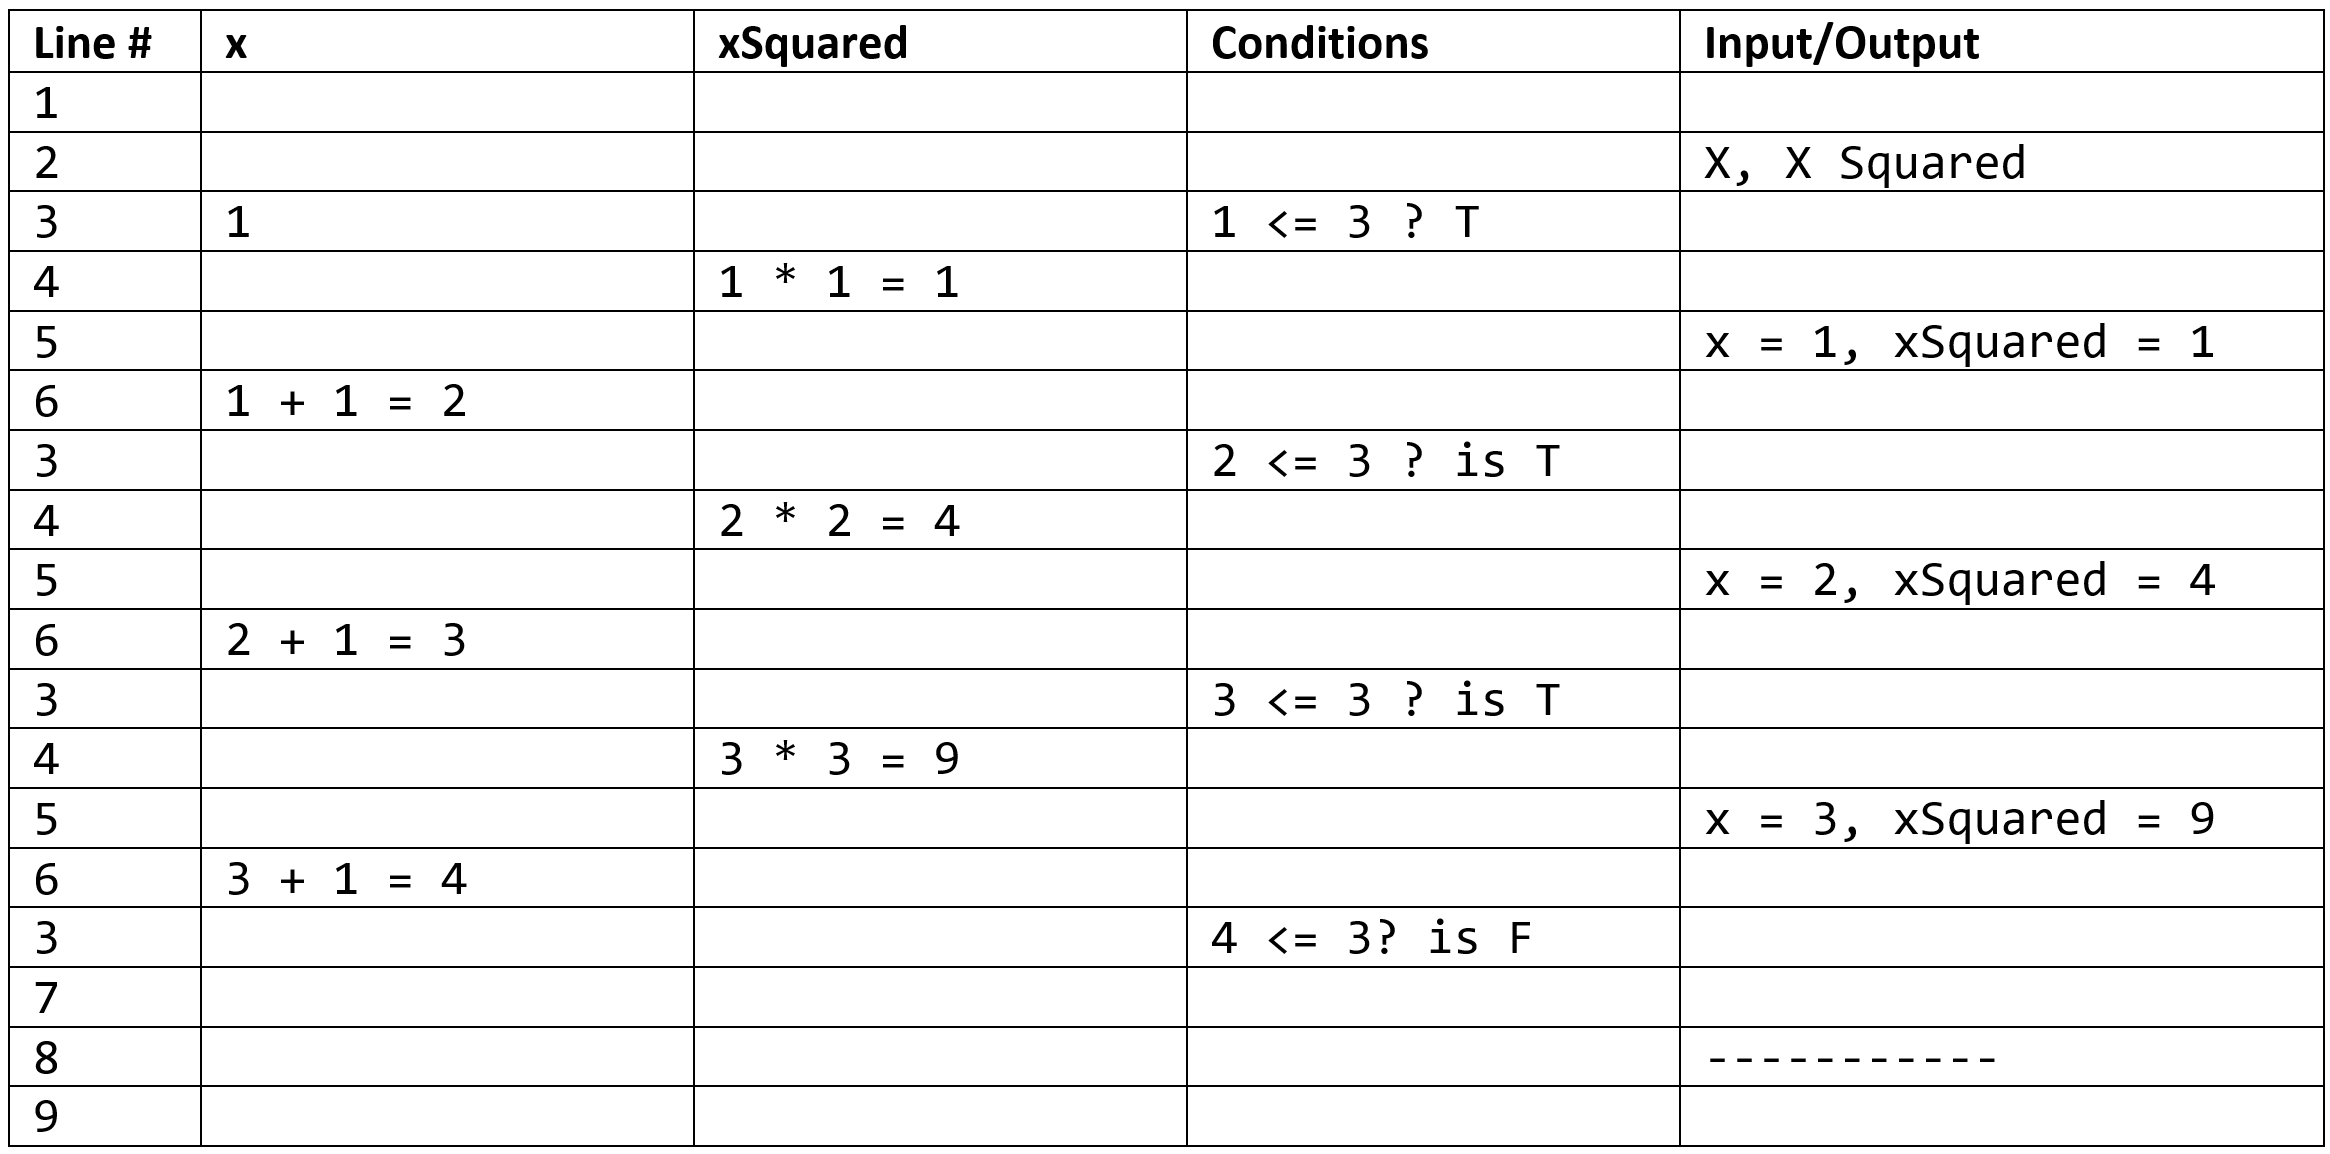 Line # x xSquared Conditions Input/Output
1
2 X, X Squared
3 1 1 <= 3 ? T
4 1 * 1 = 1
5 x = 1, xSquared = 1
6 1 + 1 = 2
3 2 <= 3 ? is T
4 2 * 2 = 4
5 x = 2, xSquared = 4
6 2 + 1 = 3
3 3 <= 3 ? is T
4 3 * 3 = 9
5 x = 3, xSquared = 9
6 3 + 1 = 4
3 4 <= 3? is F
7
8 -----------
9